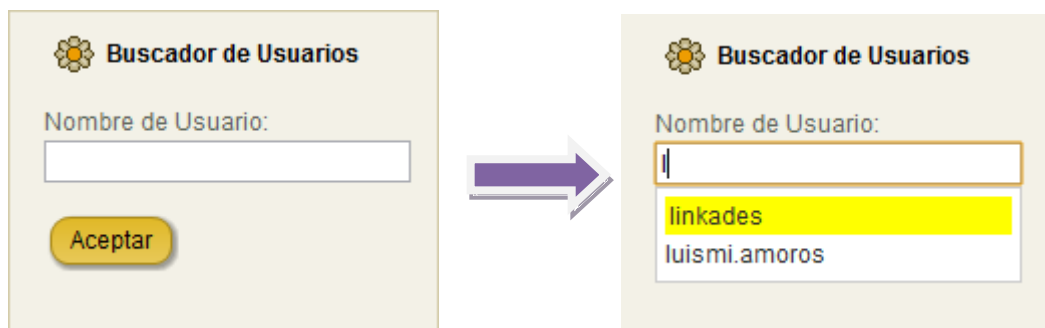 Buscador de Usuarios
Nombre de Usuario:
Aceptar
Buscador de Usuarios
Nombre de Usuario:
l
linkades
luismi.amoros